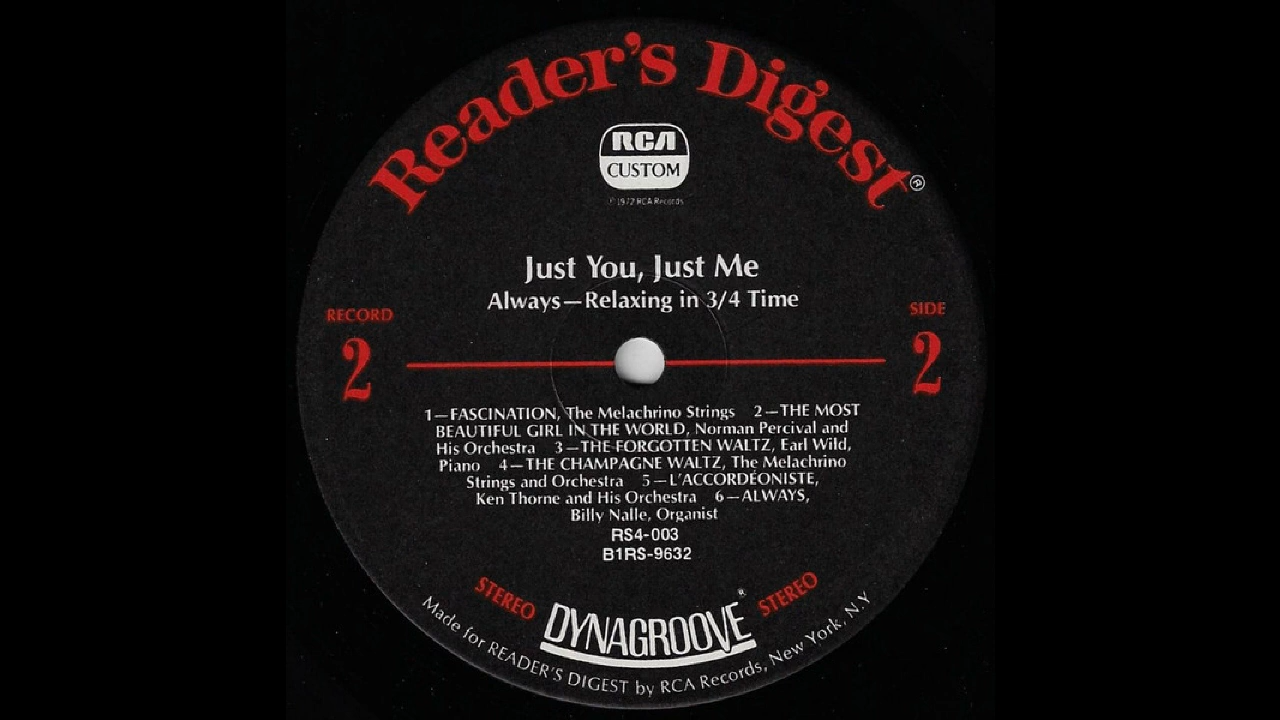 Reader's Digest®
RCA
CUSTOM
℗1972 RCA Records
Just You, Just Me
Always—Relaxing in 3/4 Time
RECORD
2
SIDE
2
1—FASCINATION, The Melachrino Strings 2—THE MOST
BEAUTIFUL GIRL IN THE WORLD, Norman Percival and
His Orchestra 3—THE FORGOTTEN WALTZ, Earl Wild,
Piano 4—THE CHAMPAGNE WALTZ, The Melachrino
Strings and Orchestra 5—L'ACCORDÉONISTE,
Ken Thorne and His Orchestra 6—ALWAYS,
Billy Nalle, Organist
RS4-003
B1RS-9632
STEREO DYNAGROOVE® STEREO
Made for READER'S DIGEST by RCA Records, New York, N.Y